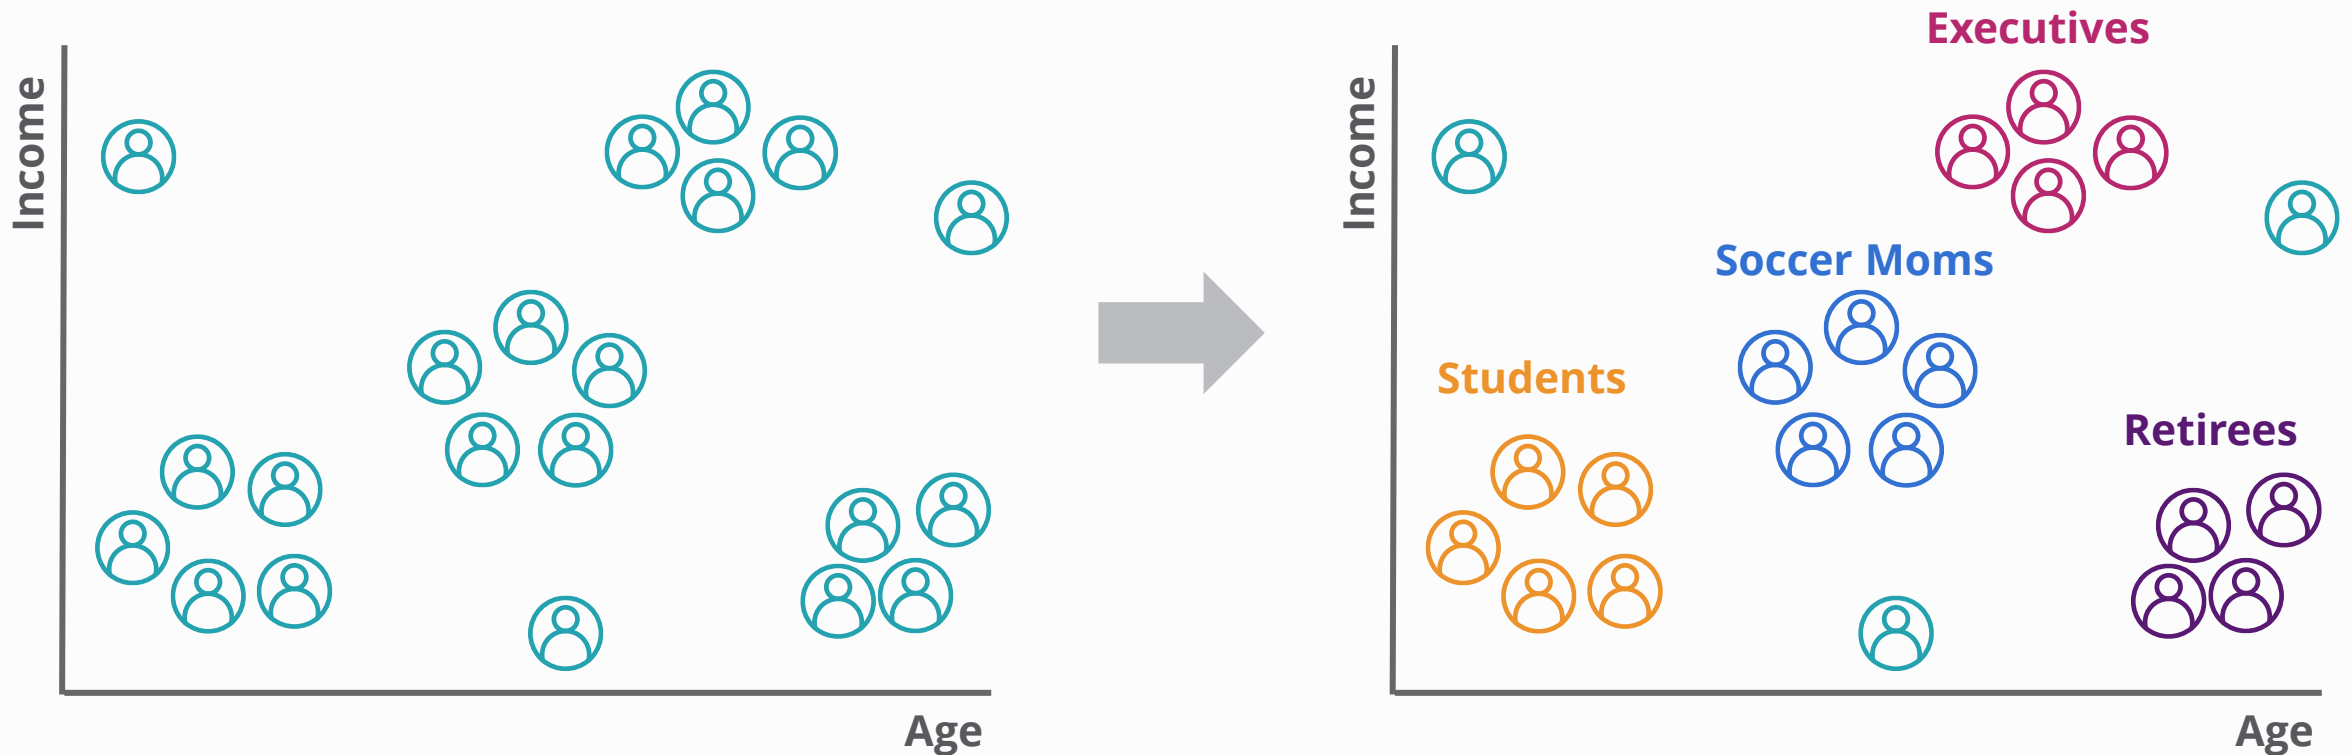 Income
Age
Executives
Income
Soccer Moms
Students
Retirees
Age